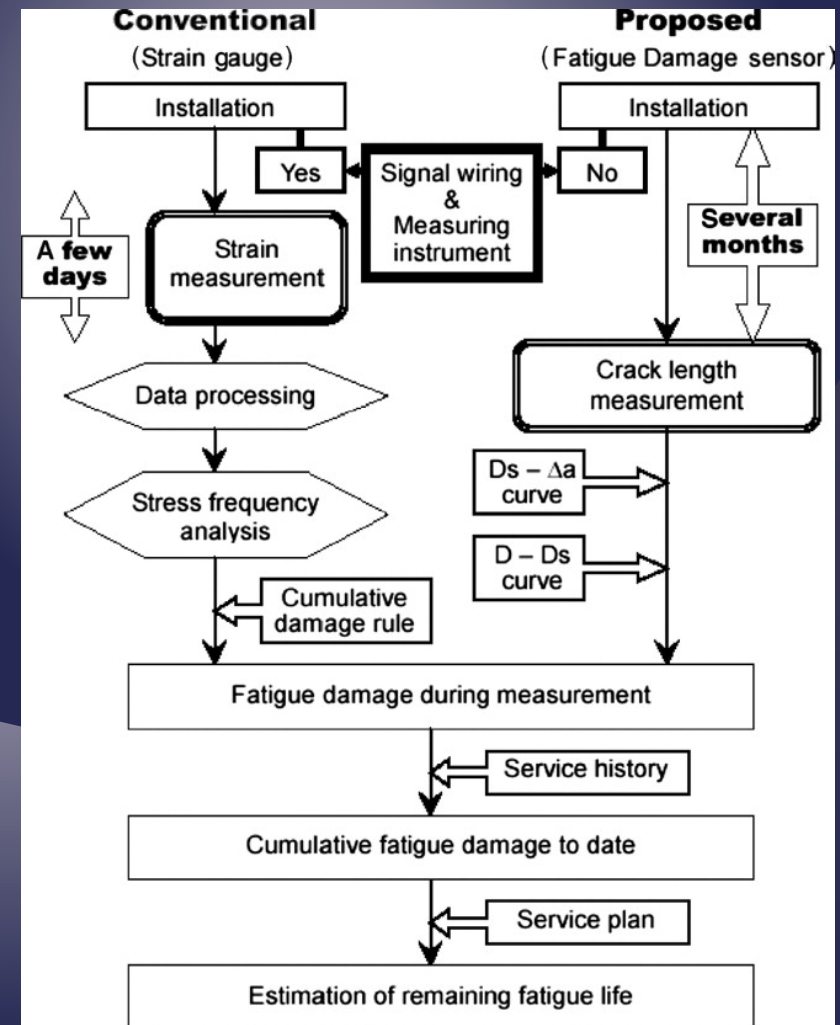 Conventional
(Strain gauge)
Proposed
(Fatigue Damage sensor)
Installation
Installation
Yes
Signal wiring
&
Measuring
instrument
No
A few
days
Strain
measurement
Several
months
Data processing
Crack length
measurement
Stress frequency
analysis
Ds – Δa
curve
D – Ds
curve
Cumulative
damage rule
Fatigue damage during measurement
Service history
Cumulative fatigue damage to date
Service plan
Estimation of remaining fatigue life